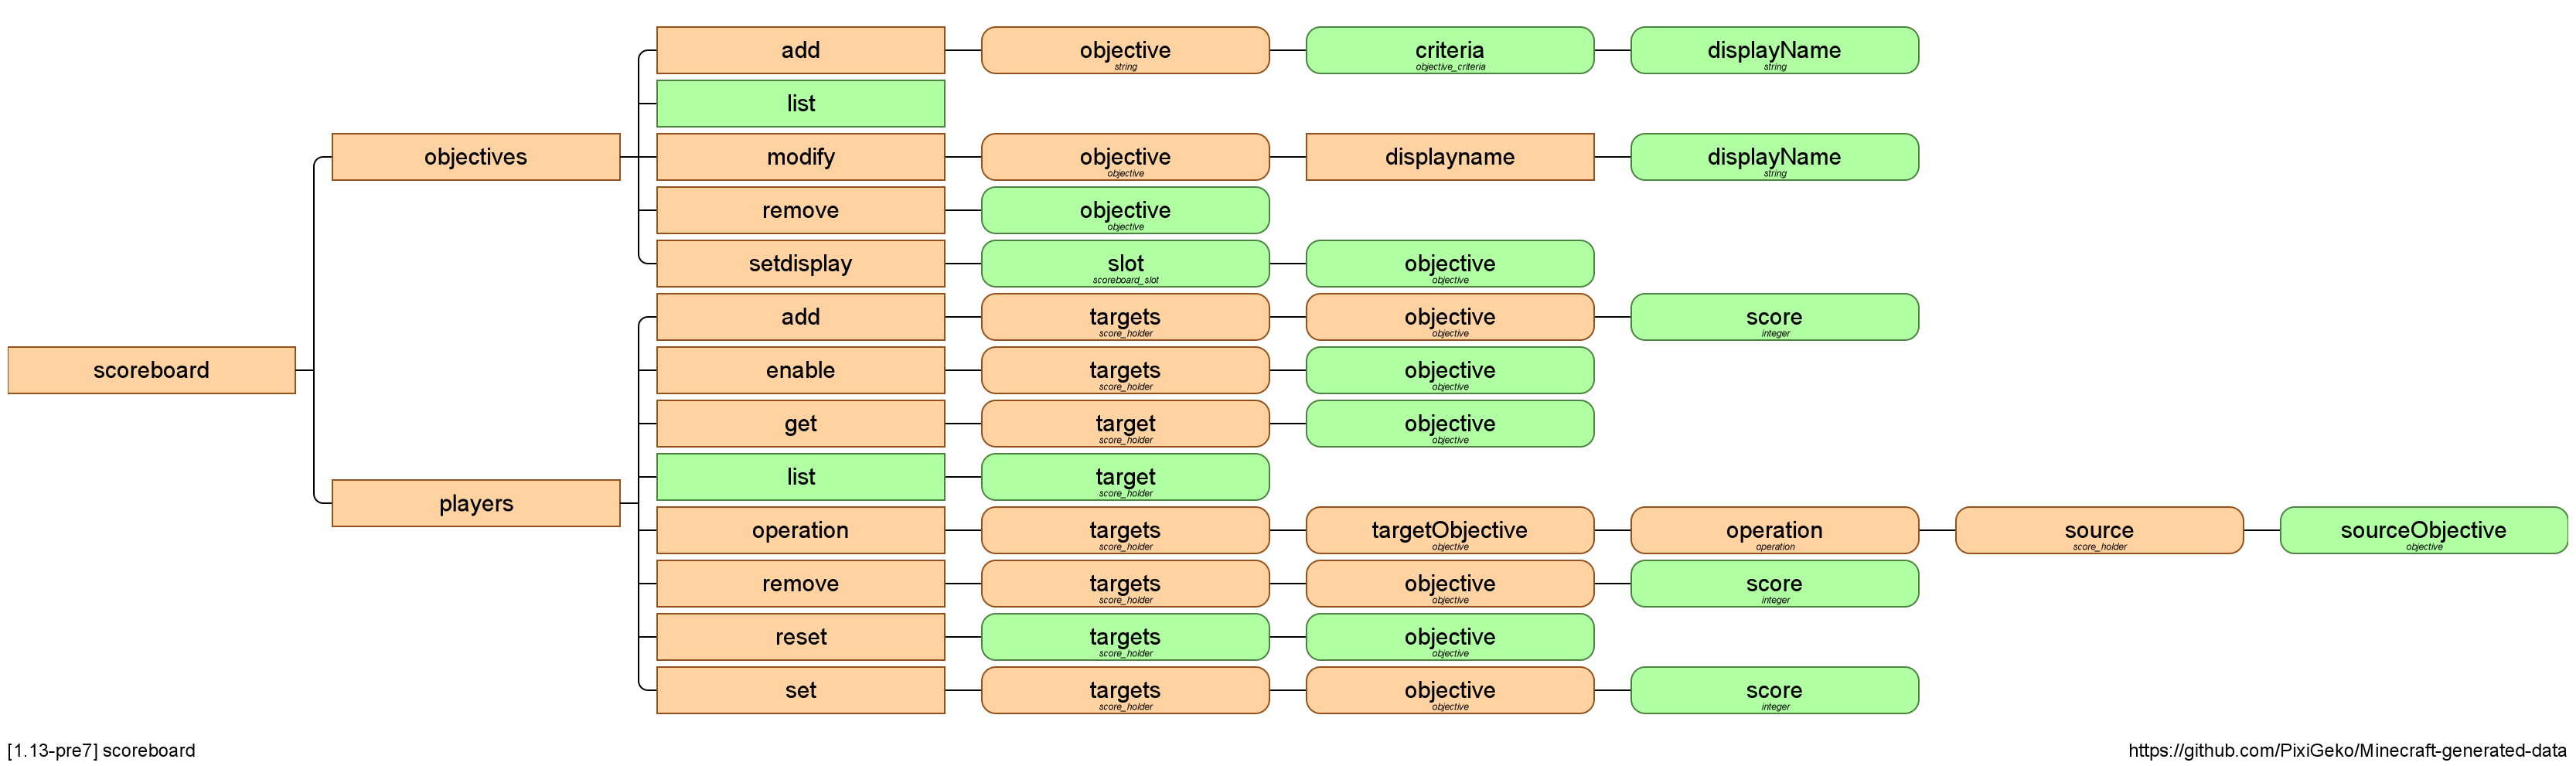 add
objective
string
criteria
objective_criteria
displayName
string
list
objectives
modify
objective
objective
displayname
displayName
string
remove
objective
objective
setdisplay
slot
scoreboard_slot
objective
objective
add
targets
score_holder
objective
objective
score
integer
scoreboard
enable
targets
score_holder
objective
objective
get
target
score_holder
objective
objective
list
target
score_holder
players
operation
targets
score_holder
targetObjective
objective
operation
operation
source
score_holder
sourceObjective
objective
remove
targets
score_holder
objective
objective
score
integer
reset
targets
score_holder
objective
objective
set
targets
score_holder
objective
objective
score
integer
[1.13-pre7] scoreboard
https://github.com/PixiGeko/Minecraft-generated-data